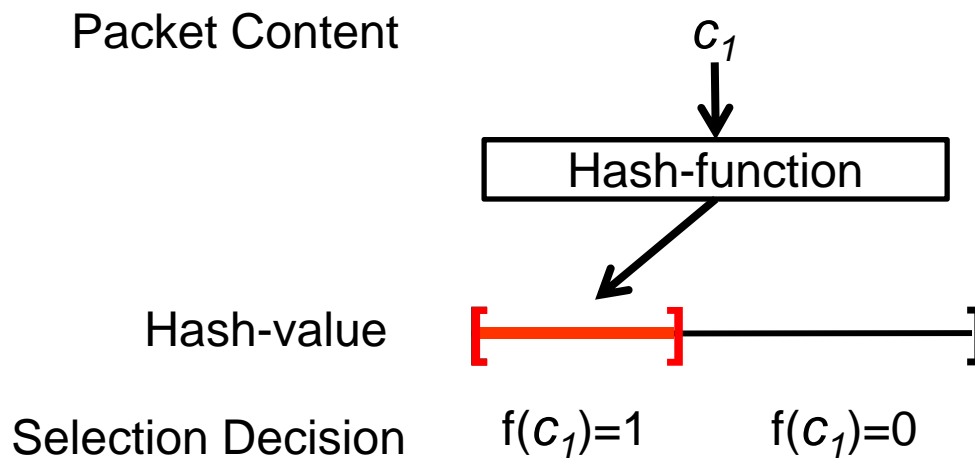 Packet Content c₁
Hash-function
Hash-value
Selection Decision f(c₁)=1 f(c₁)=0